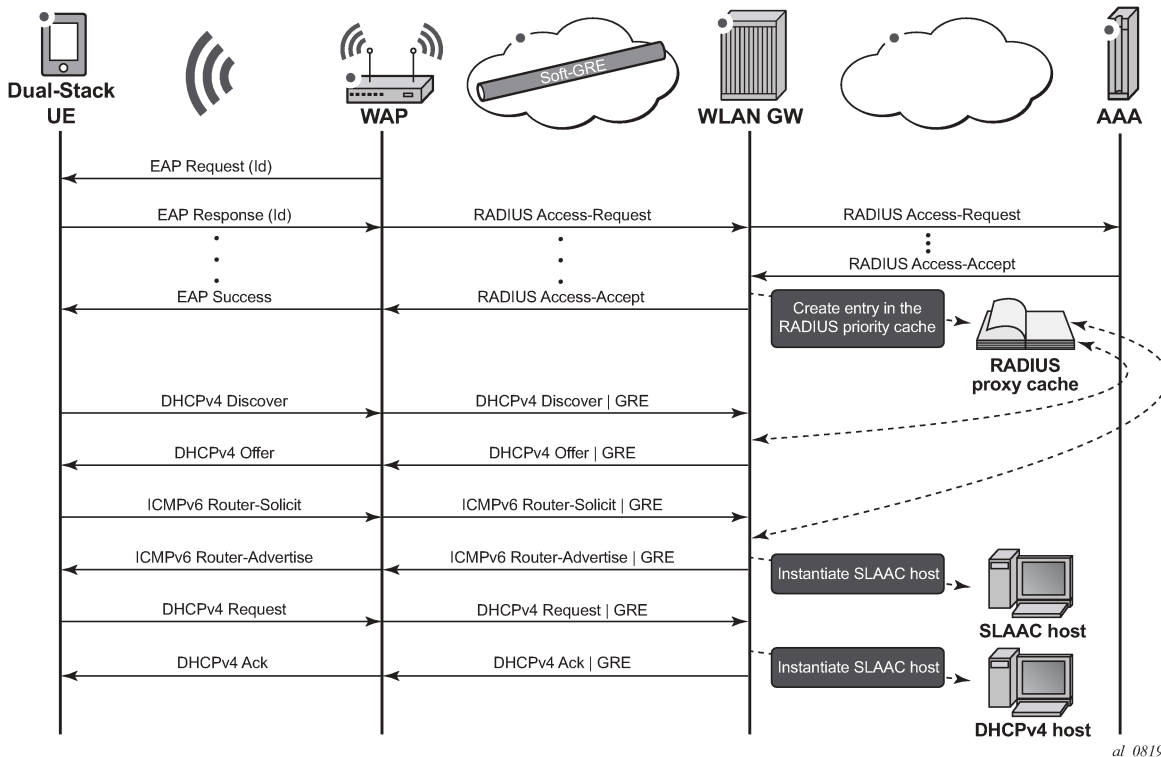 Soft-GRE
Dual-Stack
UE
WAP
WLAN GW
AAA
EAP Request (Id)
EAP Response (Id)
RADIUS Access-Request
RADIUS Access-Request
RADIUS Access-Accept
EAP Success
RADIUS Access-Accept
Create entry in the
RADIUS priority cache
RADIUS
proxy cache
DHCPv4 Discover
DHCPv4 Discover | GRE
DHCPv4 Offer
DHCPv4 Offer | GRE
ICMPv6 Router-Solicit
ICMPv6 Router-Solicit | GRE
ICMPv6 Router-Advertise
ICMPv6 Router-Advertise | GRE
Instantiate SLAAC host
SLAAC host
DHCPv4 Request
DHCPv4 Request | GRE
DHCPv4 Ack
DHCPv4 Ack | GRE
Instantiate SLAAC host
DHCPv4 host
al_0819